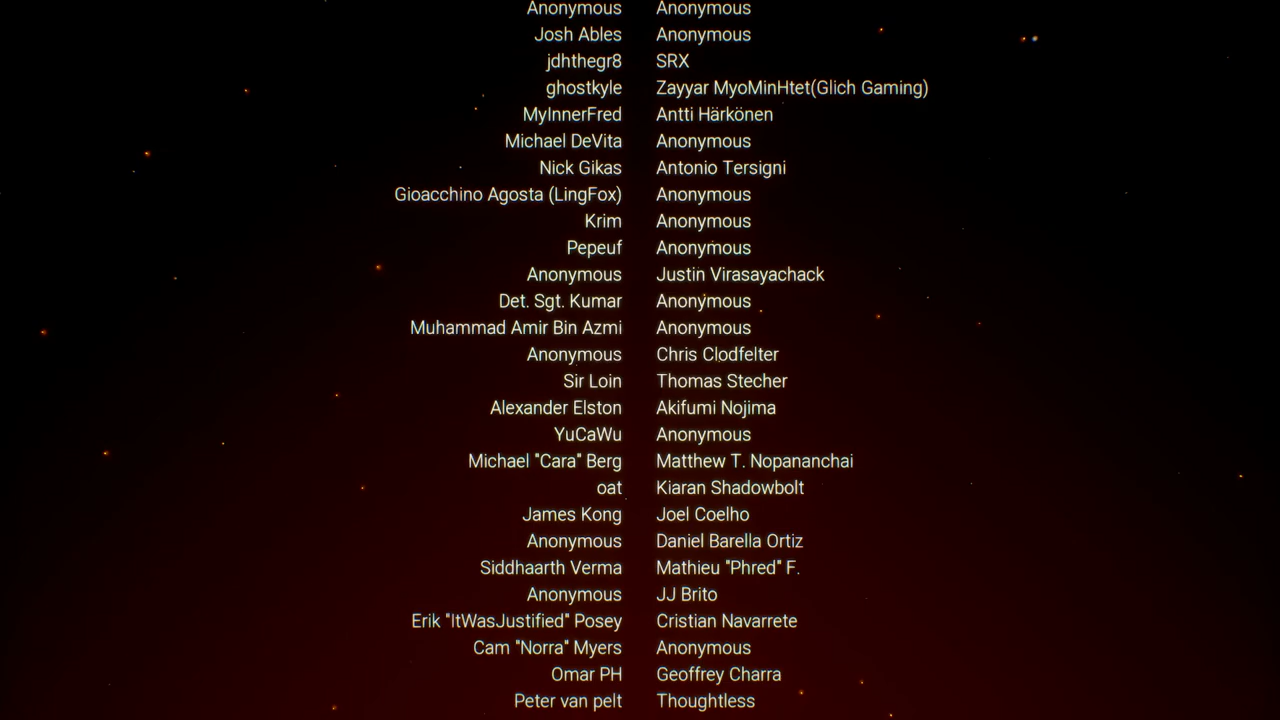 Anonymous Anonymous
Josh Ables Anonymous
jdhthegr8 SRX
ghostkyle Zayyar MyoMinHtet(Glich Gaming)
MyInnerFred Antti Härkönen
Michael DeVita Anonymous
Nick Gikas Antonio Tersigni
Gioacchino Agosta (LingFox) Anonymous
Krim Anonymous
Pepeuf Anonymous
Anonymous Justin Virasayachack
Det. Sgt. Kumar Anonymous
Muhammad Amir Bin Azmi Anonymous
Anonymous Chris Clodfelter
Sir Loin Thomas Stecher
Alexander Elston Akifumi Nojima
YuCaWu Anonymous
Michael "Cara" Berg Matthew T. Nopananchai
oat Kiaran Shadowbolt
James Kong Joel Coelho
Anonymous Daniel Barella Ortiz
Siddhaarth Verma Mathieu "Phred" F.
Anonymous JJ Brito
Erik "ItWasJustified" Posey Cristian Navarrete
Cam "Norra" Myers Anonymous
Omar PH Geoffrey Charra
Peter van pelt Thoughtless